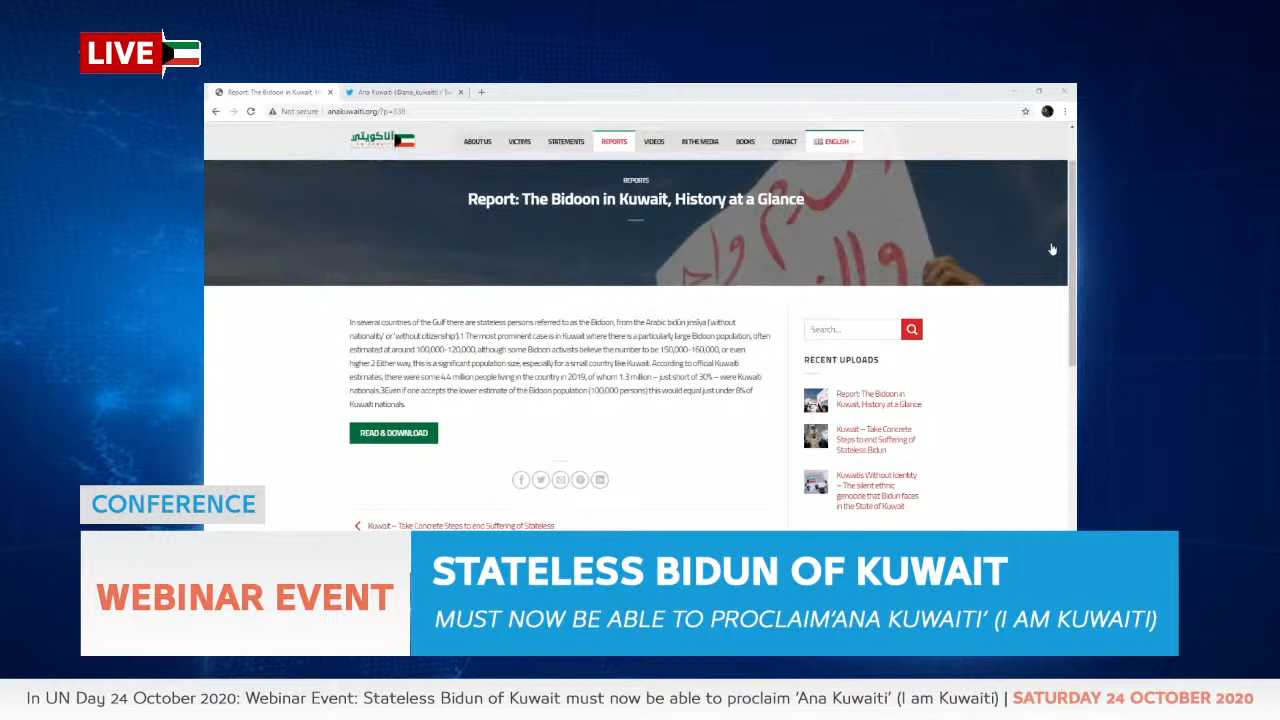 LIVE
Report: The Bidoon in Kuwait, Hi
Ana Kuwaiti (@ana_kuwaiti) / Tw
Not secure
anakuwaiti.org/?p=338
أنا كويتي
ABOUT US
VICTIMS
STATEMENTS
REPORTS
VIDEOS
IN THE MEDIA
BOOKS
CONTACT
ENGLISH
REPORTS
Report: The Bidoon in Kuwait, History at a Glance
In several countries of the Gulf there are stateless persons referred to as the Bidoon, from the Arabic bidūn jinsīya ('without
nationality' or 'without citizenship').1 The most prominent case is in Kuwait where there is a particularly large Bidoon population, often
estimated at around 100,000-120,000, although some Bidoon activists believe the number to be 150,000-160,000, or even
higher.2 Either way, this is a significant population size, especially for a small country like Kuwait. According to official Kuwaiti
estimates, there were some 4.4 million people living in the country in 2019, of whom 1.3 million – just short of 30% – were Kuwaiti
nationals.3Even if one accepts the lower estimate of the Bidoon population (100,000 persons) this would equal just under 8% of
Kuwaiti nationals.
READ & DOWNLOAD
Kuwait – Take Concrete Steps to end Suffering of Stateless
Search...
RECENT UPLOADS
Report: The Bidoon in
Kuwait, History at a Glance
Kuwait – Take Concrete
Steps to end Suffering of
Stateless Bidun
Kuwaitis Without Identity
– The silent ethnic
genocide that Bidun faces
in the State of Kuwait
CONFERENCE
WEBINAR EVENT
STATELESS BIDUN OF KUWAIT
MUST NOW BE ABLE TO PROCLAIM‘ANA KUWAITI’ (I AM KUWAITI)
In UN Day 24 October 2020: Webinar Event: Stateless Bidun of Kuwait must now be able to proclaim ‘Ana Kuwaiti’ (I am Kuwaiti) | SATURDAY 24 OCTOBER 2020